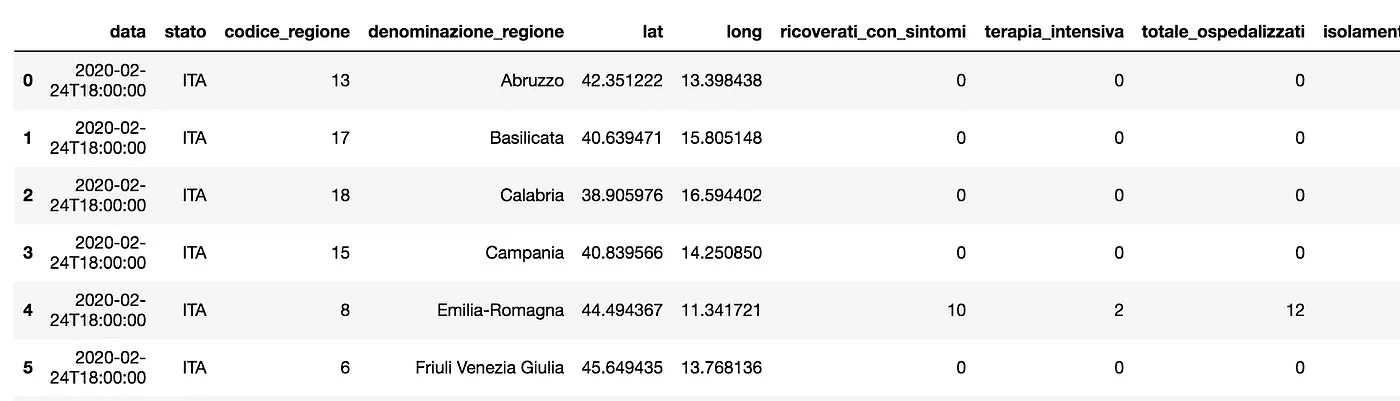 data stato codice_regione denominazione_regione lat long ricoverati_con_sintomi terapia_intensiva totale_ospedalizzati isolament
0 2020-02-24T18:00:00 ITA 13 Abruzzo 42.351222 13.398438 0 0 0
1 2020-02-24T18:00:00 ITA 17 Basilicata 40.639471 15.805148 0 0 0
2 2020-02-24T18:00:00 ITA 18 Calabria 38.905976 16.594402 0 0 0
3 2020-02-24T18:00:00 ITA 15 Campania 40.839566 14.250850 0 0 0
4 2020-02-24T18:00:00 ITA 8 Emilia-Romagna 44.494367 11.341721 10 2 12
5 2020-02-24T18:00:00 ITA 6 Friuli Venezia Giulia 45.649435 13.768136 0 0 0